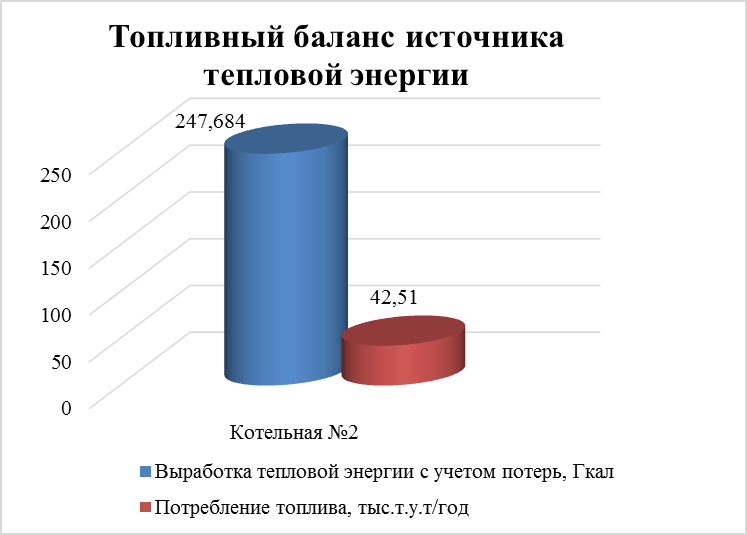 Топливный баланс источника
тепловой энергии
247,684
42,51
250
200
150
100
50
0
Котельная №2
Выработка тепловой энергии с учетом потерь, Гкал
Потребление топлива, тыс.т.у.т/год